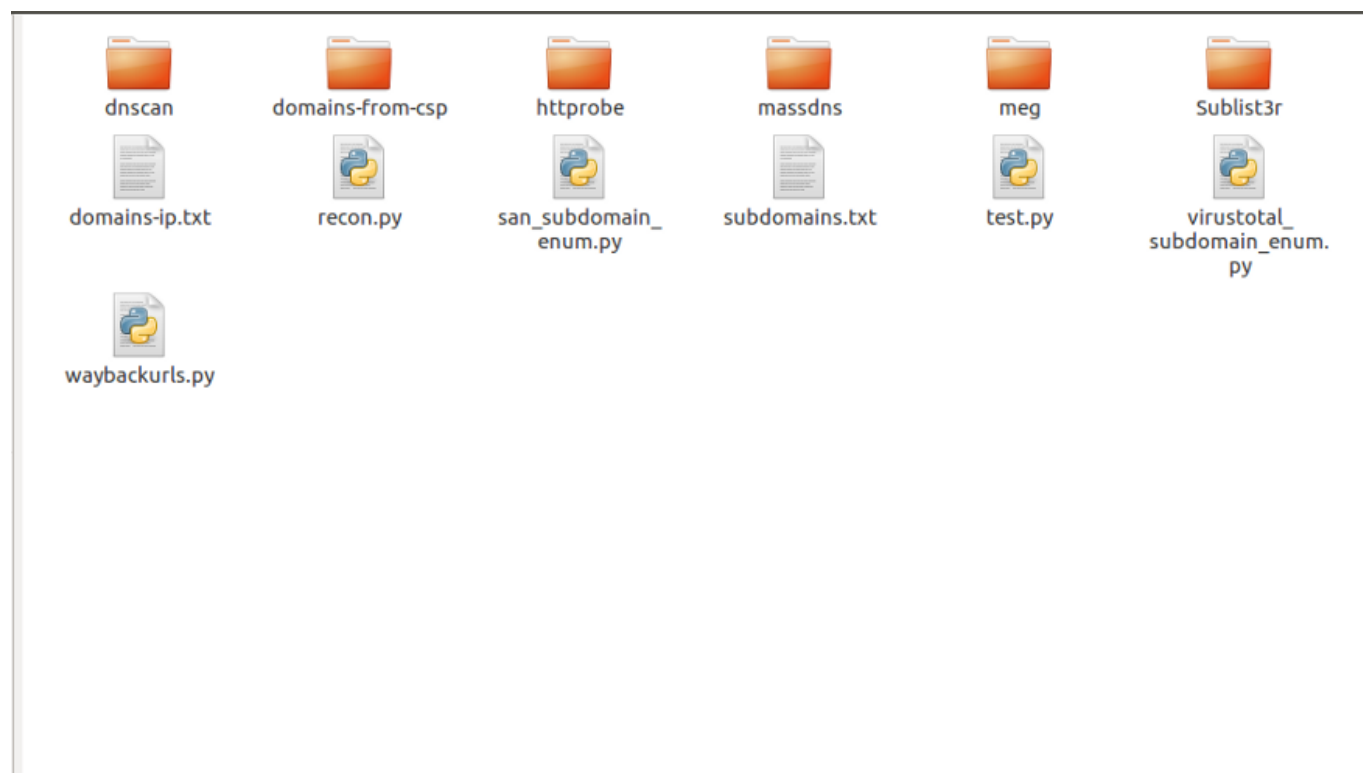 dnscan
domains-from-csp
httprobe
massdns
meg
Sublist3r
domains-ip.txt
recon.py
san_subdomain_
enum.py
subdomains.txt
test.py
virustotal_
subdomain_enum.
py
waybackurls.py